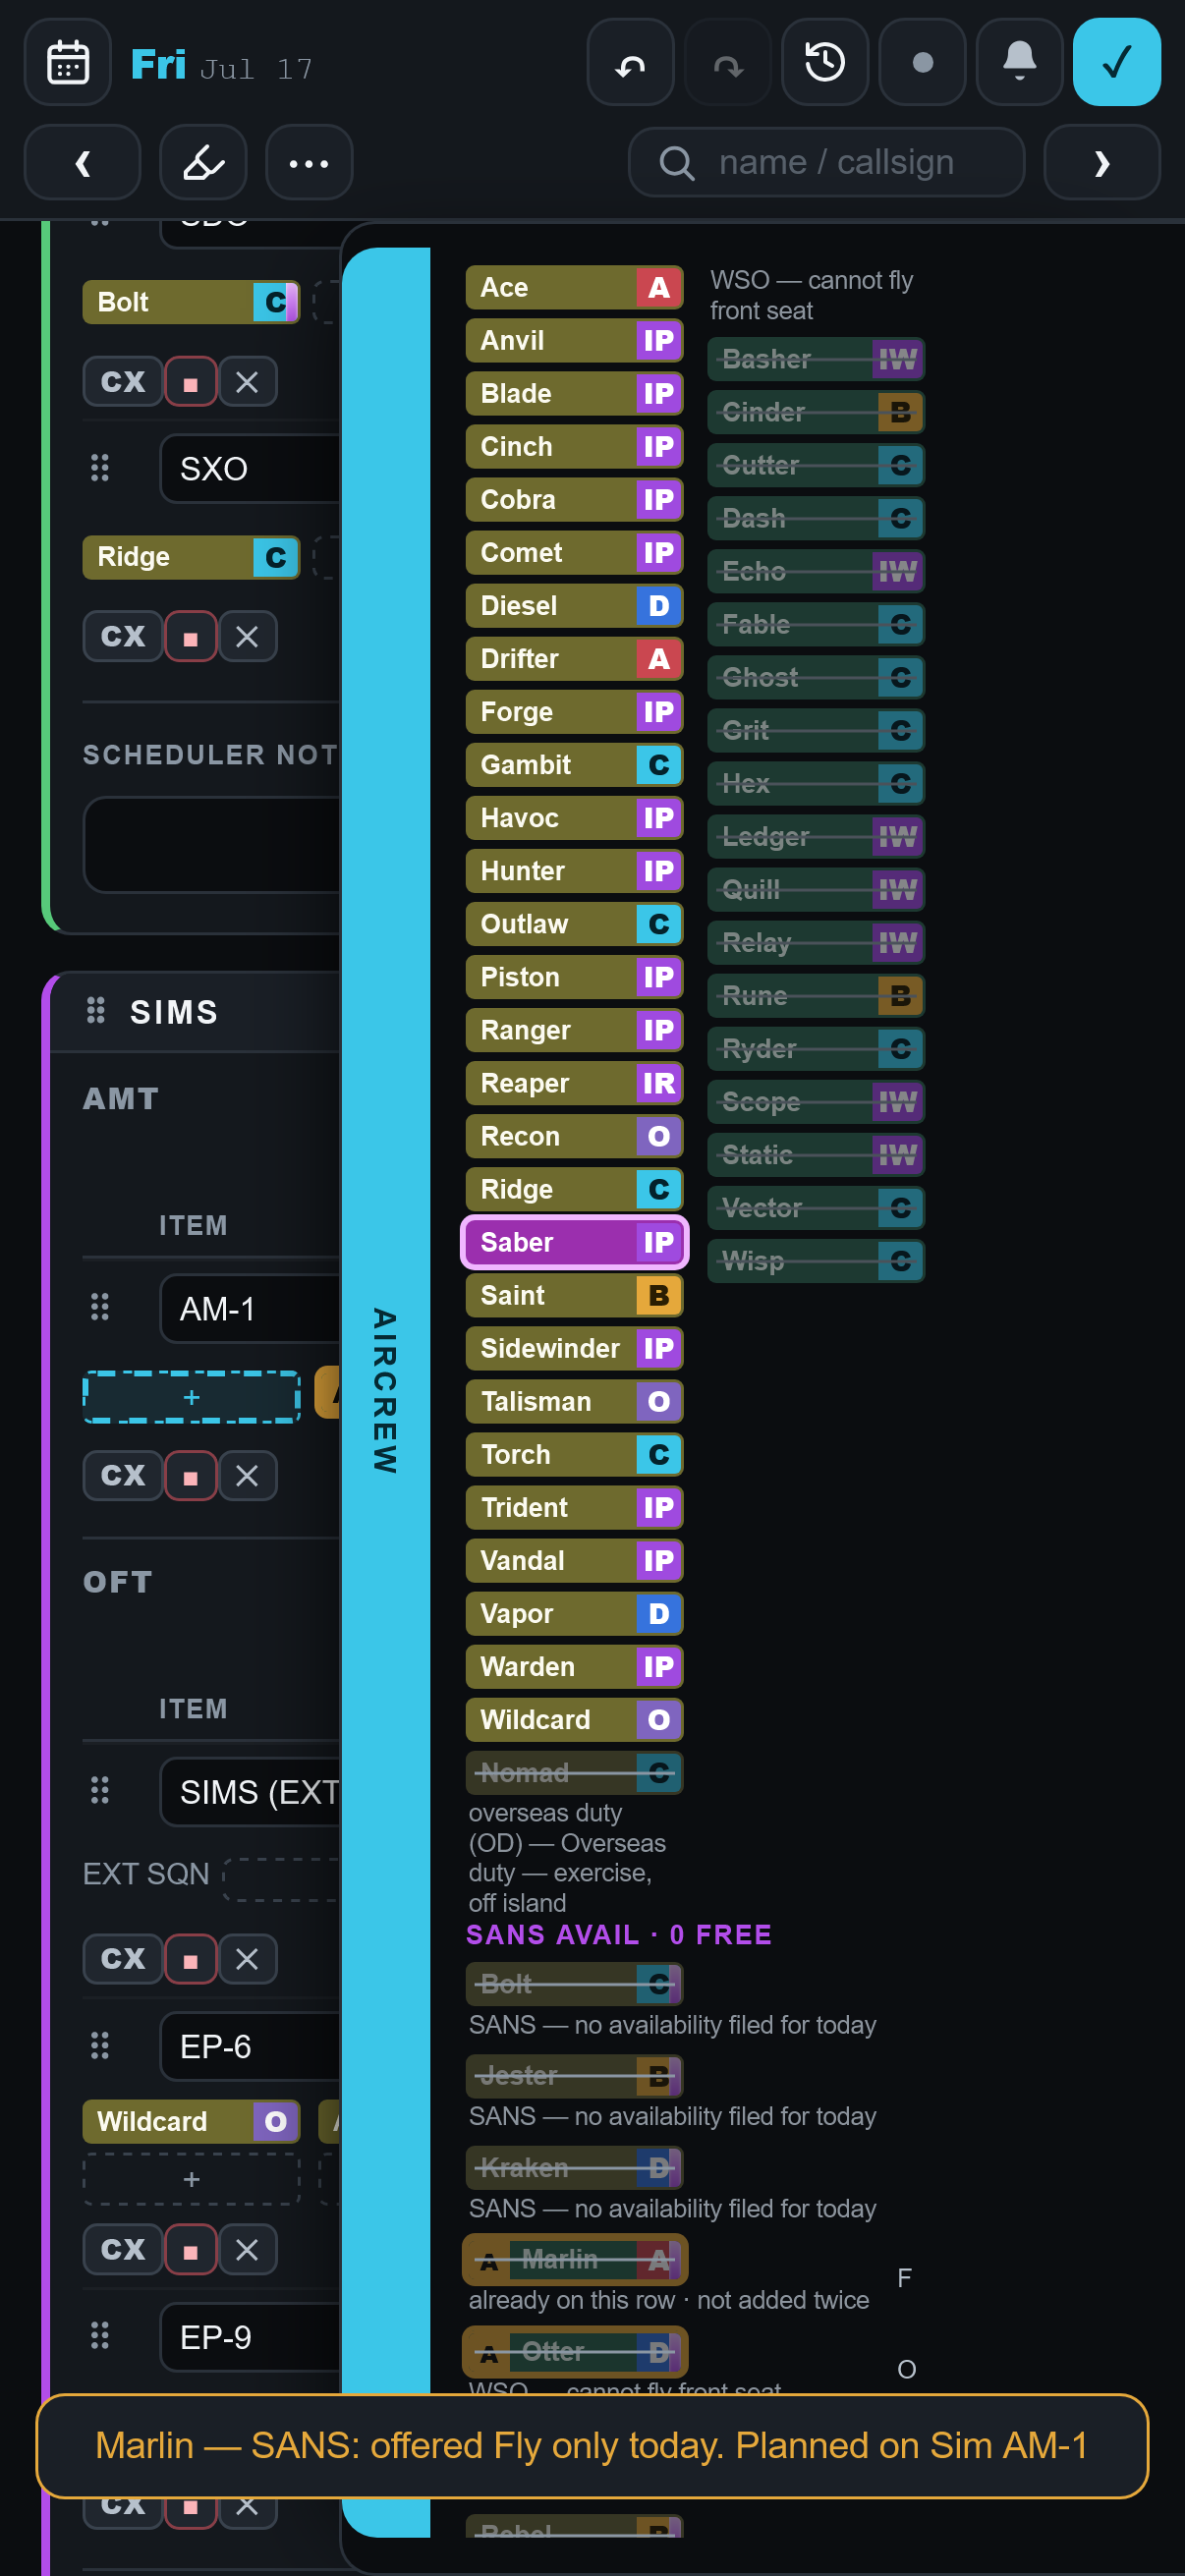 Fri Jul 17
name / callsign
Bolt C
CX
SXO
Ridge C
CX
SCHEDULER NOT
SIMS
AMT
ITEM
AM-1
+
CX
OFT
ITEM
SIMS (EXT
EXT SQN
CX
EP-6
Wildcard O
+
CX
EP-9
CX
AIRCREW
Ace A
Anvil IP
Blade IP
Cinch IP
Cobra IP
Comet IP
Diesel D
Drifter A
Forge IP
Gambit C
Havoc IP
Hunter IP
Outlaw C
Piston IP
Ranger IP
Reaper IR
Recon O
Ridge C
Saber IP
Saint B
Sidewinder IP
Talisman O
Torch C
Trident IP
Vandal IP
Vapor D
Warden IP
Wildcard O
Nomad C
overseas duty
(OD) — Overseas
duty — exercise,
off island
WSO — cannot fly
front seat
Basher IW
Cinder B
Cutter C
Dash C
Echo IW
Fable C
Ghost C
Grit C
Hex C
Ledger IW
Quill IW
Relay IW
Rune B
Ryder C
Scope IW
Static IW
Vector C
Wisp C
SANS AVAIL · 0 FREE
Bolt C
SANS — no availability filed for today
Jester B
SANS — no availability filed for today
Kraken D
SANS — no availability filed for today
A Marlin A
F
already on this row · not added twice
A Otter D
O
WSO — cannot fly front seat
Marlin — SANS: offered Fly only today. Planned on Sim AM-1
Rebel B